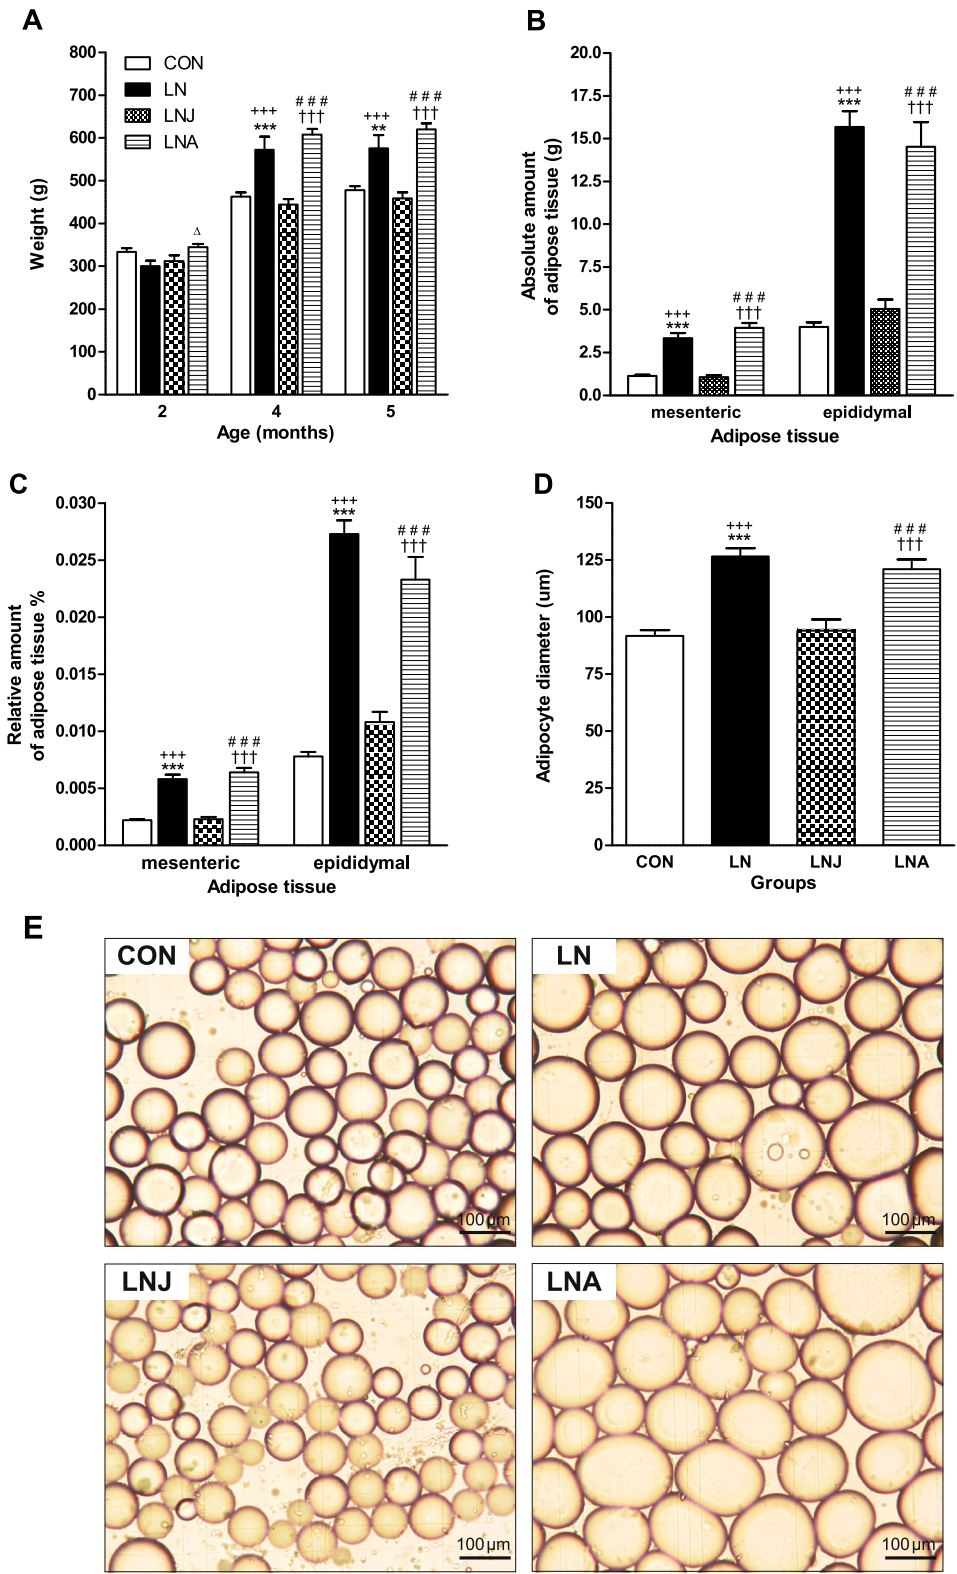 A
800
700
600
500
400
300
200
100
0
Weight (g)
CON
LN
LNJ
LNA
Δ
+++
***
# # #
†††
+++
**
# # #
†††
2 4 5
Age (months)
B
20.0
17.5
15.0
12.5
10.0
7.5
5.0
2.5
0.0
Absolute amount
of adipose tissue (g)
+++
***
# # #
†††
+++
***
# # #
†††
mesenteric epididymal
Adipose tissue
C
0.030
0.025
0.020
0.015
0.010
0.005
0.000
Relative amount
of adipose tissue %
+++
***
# # #
†††
+++
***
# # #
†††
mesenteric epididymal
Adipose tissue
D
150
125
100
75
50
25
0
Adipocyte diameter (um)
+++
***
# # #
†††
CON LN LNJ LNA
Groups
E
CON
100 µm
LN
100 µm
LNJ
100 µm
LNA
100 µm